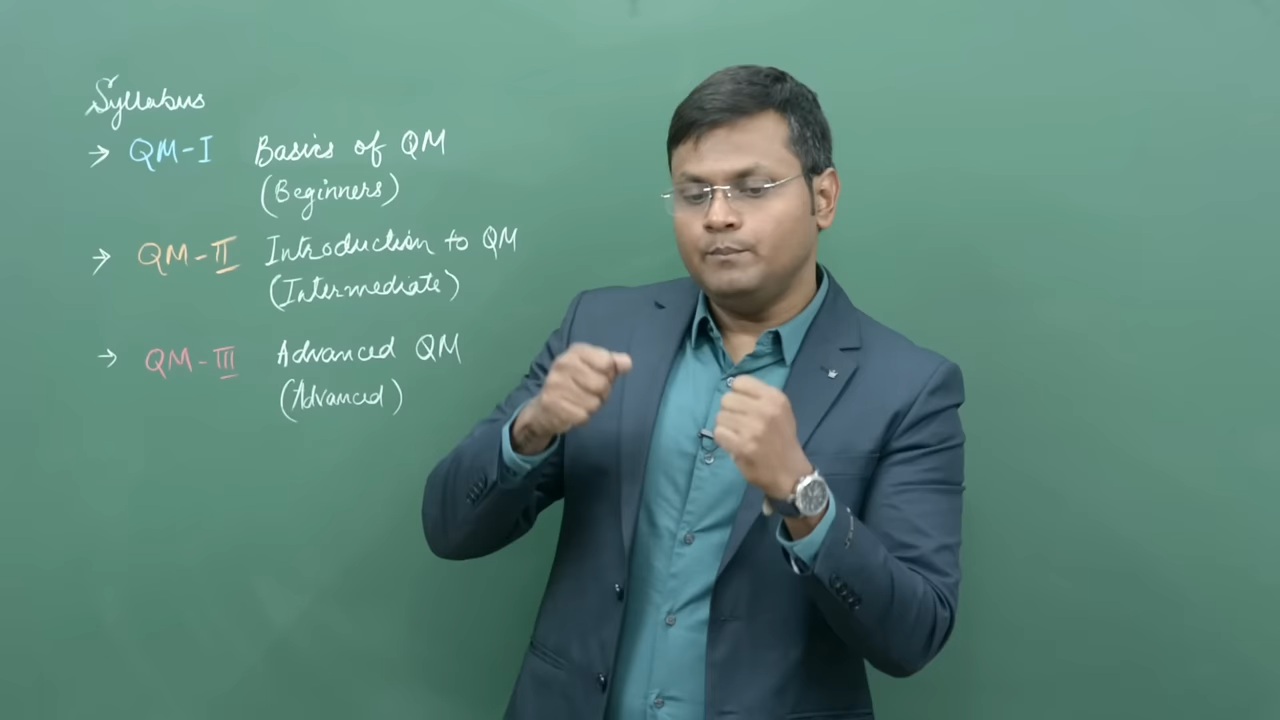 Syllabus
→ QM-I Basics of QM
(Beginners)
→ QM-II Introduction to QM
(Intermediate)
→ QM-III Advanced QM
(Advanced)